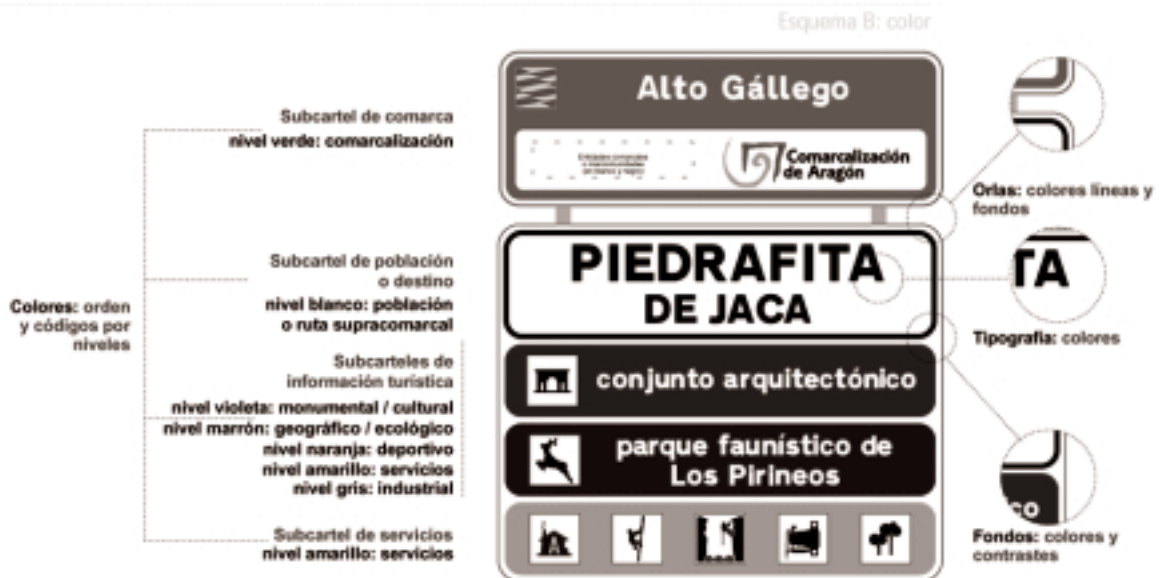 Esquema B: color
Subcartel de comarca
nivel verde: comarcalización
Subcartel de población
o destino
nivel blanco: población
o ruta supracomarcal
Colores: orden
y códigos por
niveles
Subcarteles de
información turística
nivel violeta: monumental / cultural
nivel marrón: geográfico / ecológico
nivel naranja: deportivo
nivel amarillo: servicios
nivel gris: industrial
Subcartel de servicios
nivel amarillo: servicios
Alto Gállego
Comarcalización
de Aragón
PIEDRAFITA
DE JACA
conjunto arquitectónico
parque faunístico de
Los Pirineos
Orlas: colores líneas y
fondos
TA
Tipografía: colores
co
Fondos: colores y
contrastes